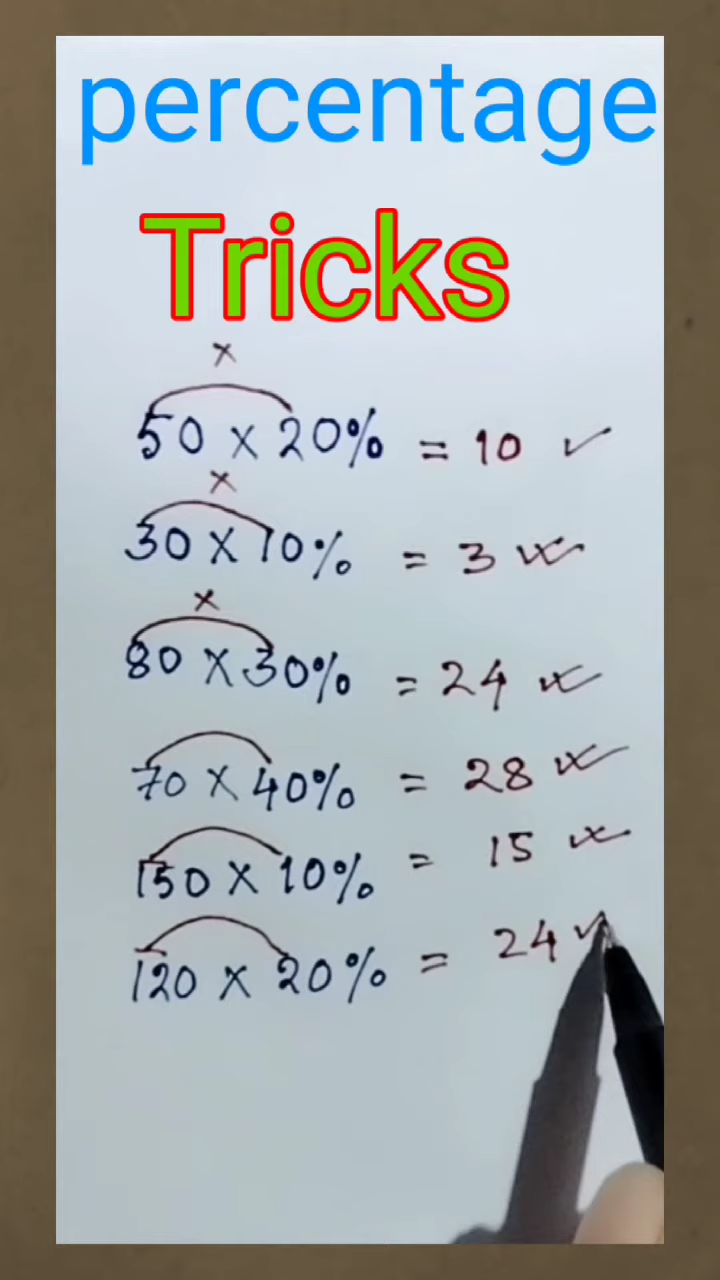 percentage
Tricks
×
50 × 20% = 10 ✓
×
30 × 10% = 3 ✓
×
80 × 30% = 24 ✓
70 × 40% = 28 ✓
150 × 10% = 15 ✓
120 × 20% = 24 ✓